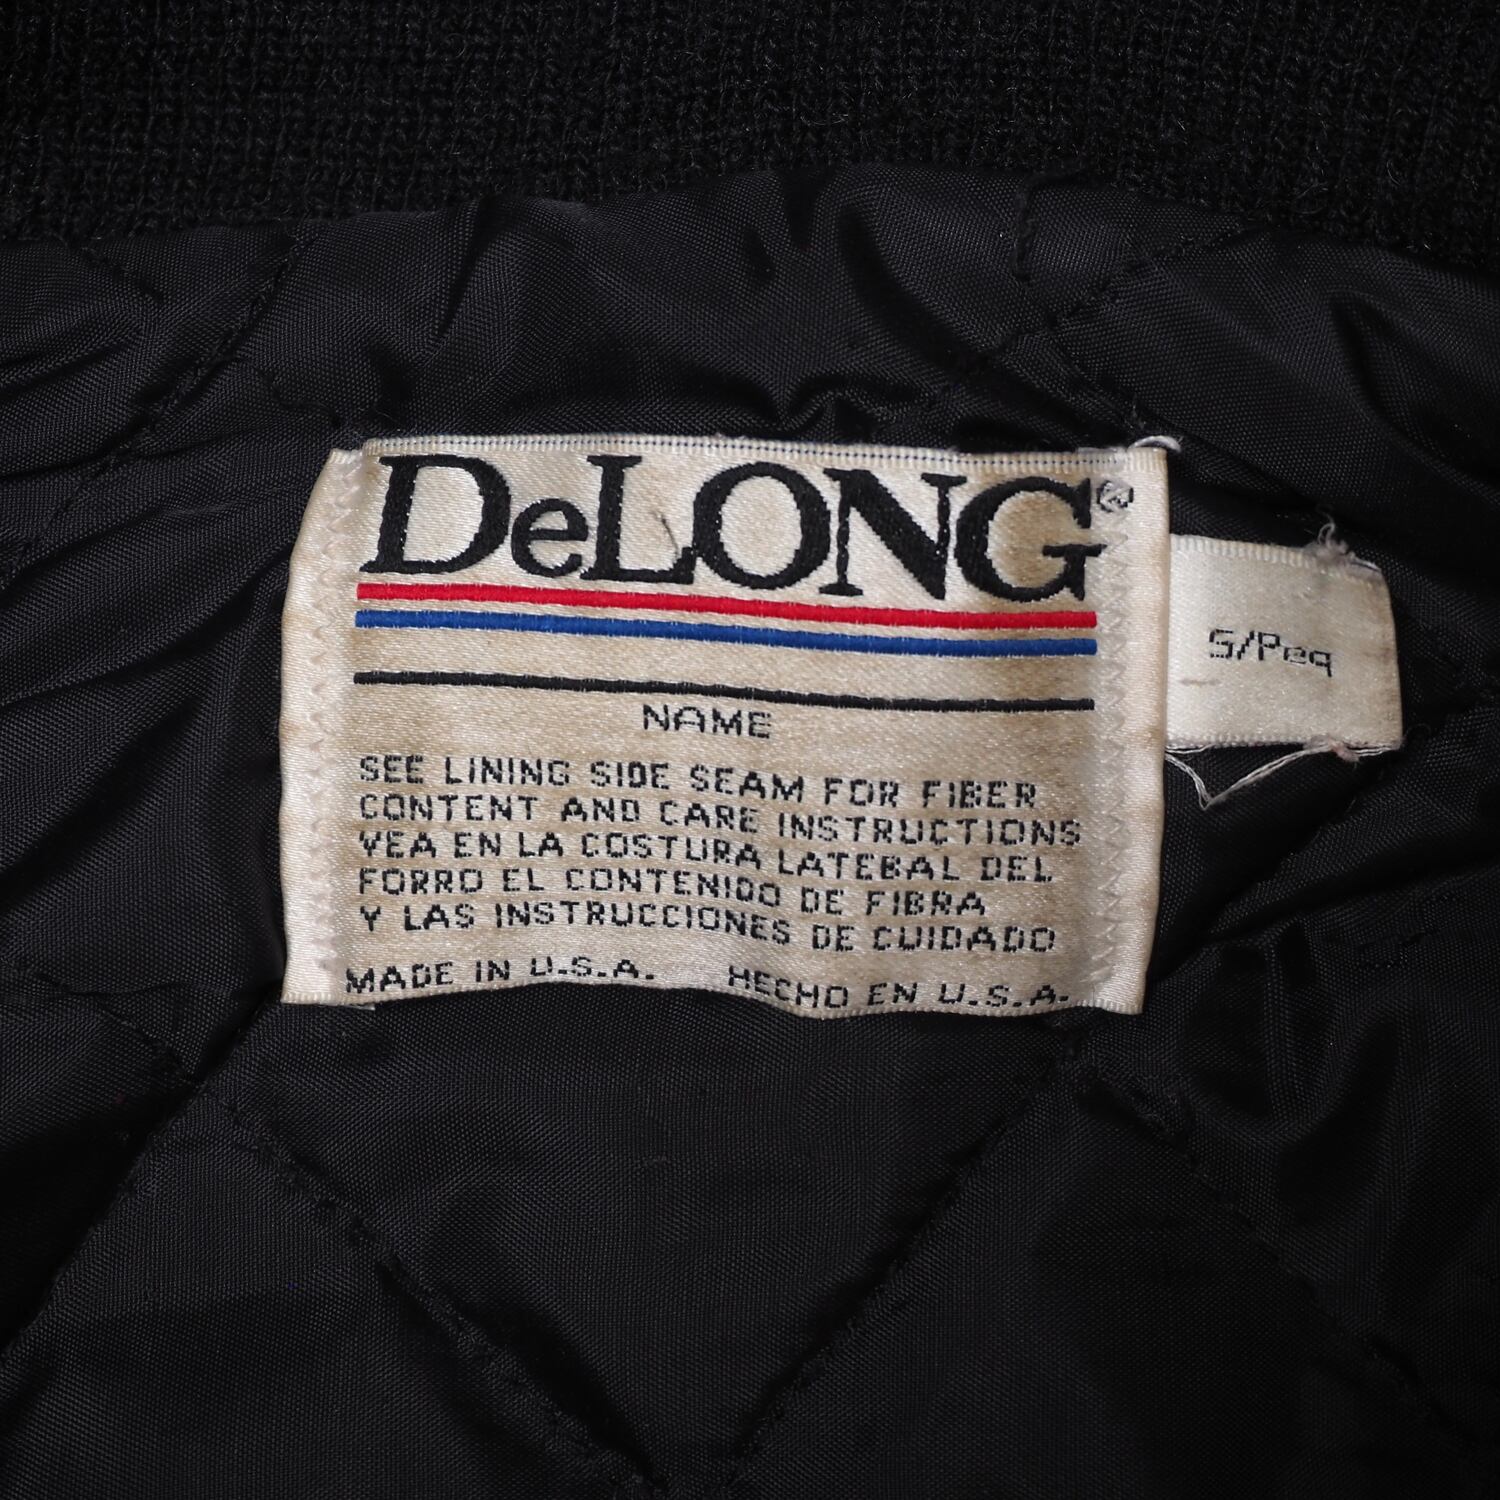 DeLONG®
S/Peq
NAME
SEE LINING SIDE SEAM FOR FIBER
CONTENT AND CARE INSTRUCTIONS
VEA EN LA COSTURA LATEBAL DEL
FORRO EL CONTENIDO DE FIBRA
Y LAS INSTRUCCIONES DE CUIDADO
MADE IN U.S.A. HECHO EN U.S.A.